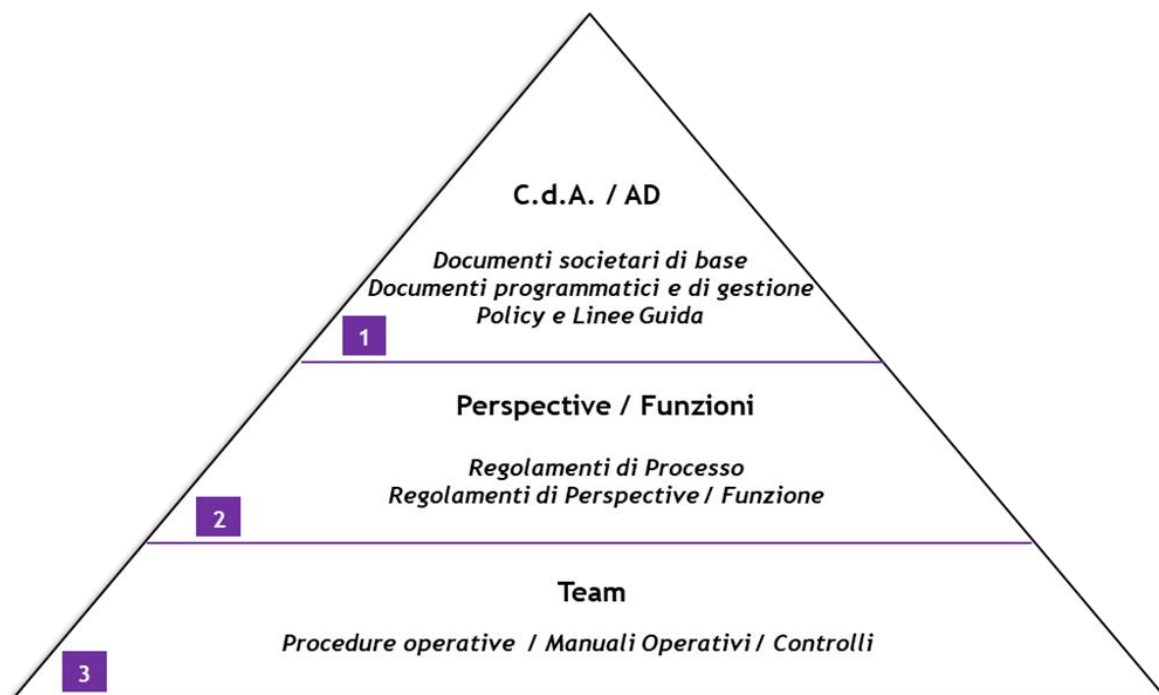 C.d.A. / AD
Documenti societari di base
Documenti programmatici e di gestione
Policy e Linee Guida
1
Perspective / Funzioni
Regolamenti di Processo
Regolamenti di Perspective / Funzione
2
Team
Procedure operative / Manuali Operativi / Controlli
3